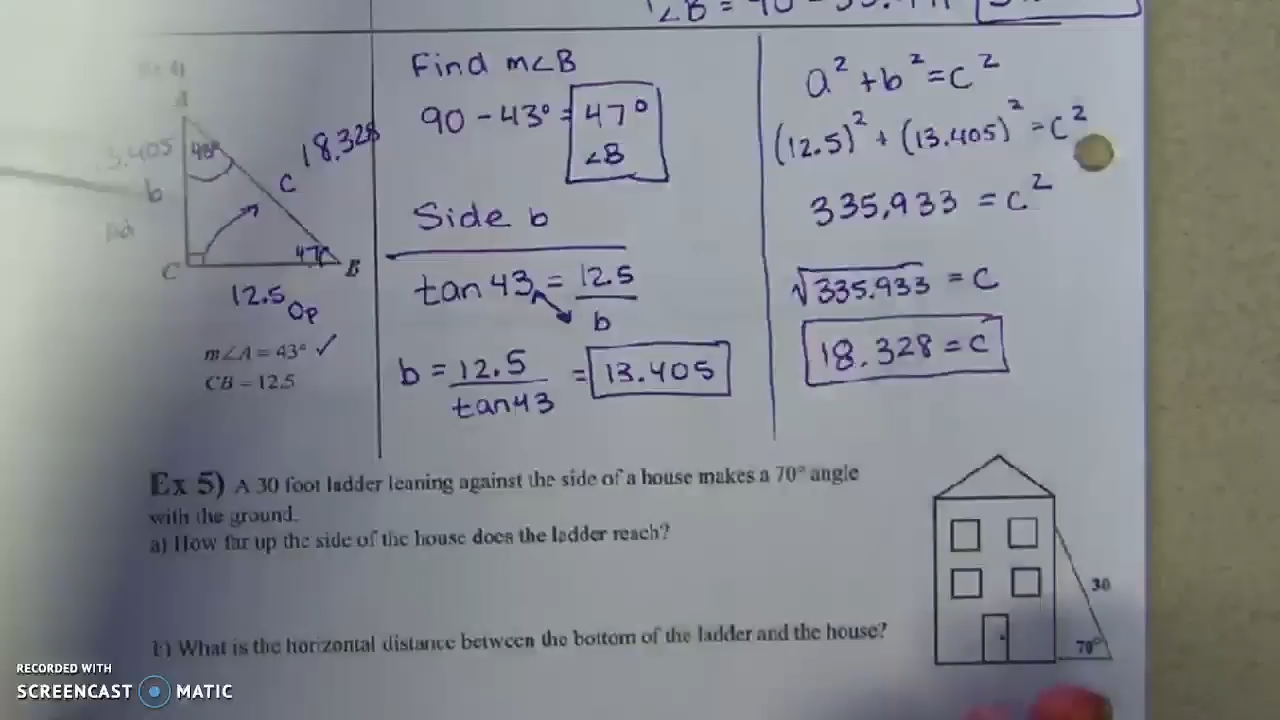 ∠B = 90
A
13.405
43°
18.328
b
c
C
47°
B
12.5
Op
m∠A = 43° ✓
CB = 12.5
Find m∠B
90 - 43° = 47°
∠B
Side b
tan 43 = 12.5
b
b = 12.5 = 13.405
tan43
a² + b² = c²
(12.5)² + (13.405)² = c²
335.933 = c²
√335.933 = c
18.328 = c
Ex 5) A 30 foot ladder leaning against the side of a house makes a 70° angle
with the ground.
a) How far up the side of the house does the ladder reach?
b) What is the horizontal distance between the bottom of the ladder and the house?
30
70°
RECORDED WITH
SCREENCAST MATIC